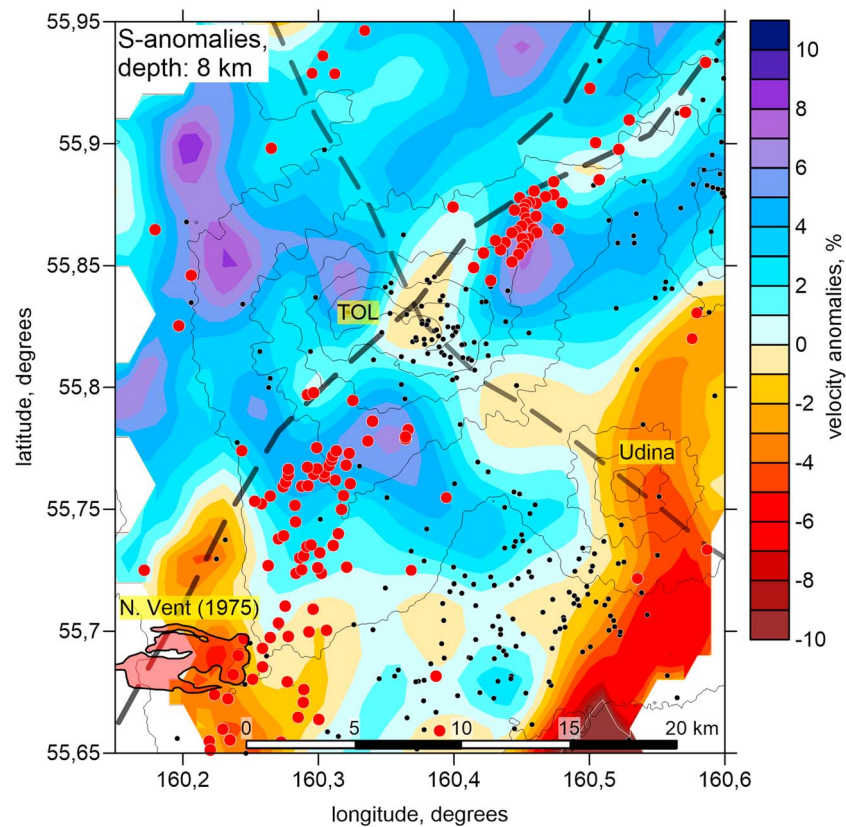 S-anomalies,
depth: 8 km
55,95
55,9
55,85
55,8
55,75
55,7
55,65
latitude, degrees
TOL
Udina
N. Vent (1975)
0 5 10 15 20 km
160,2 160,3 160,4 160,5 160,6
longitude, degrees
10
8
6
4
2
0
-2
-4
-6
-8
-10
velocity anomalies, %